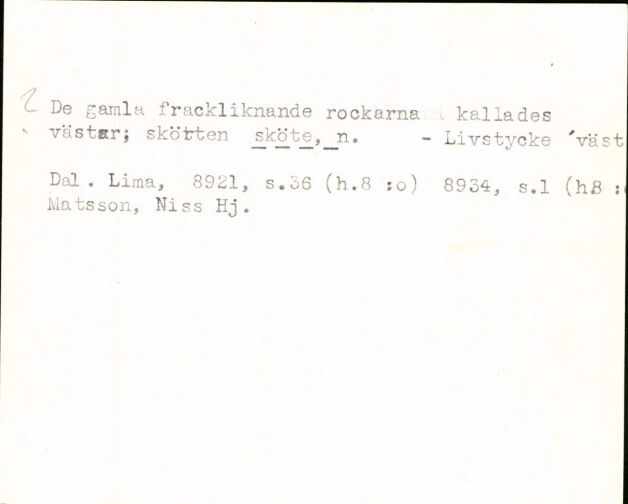 2 De gamla frackliknande rockarna kallades
västar; skötten sköte, n. - Livstycke ´väst
Dal. Lima, 8921, s.36 (h.8 :o) 8934, s.1 (h.8 :
Matsson, Niss Hj.